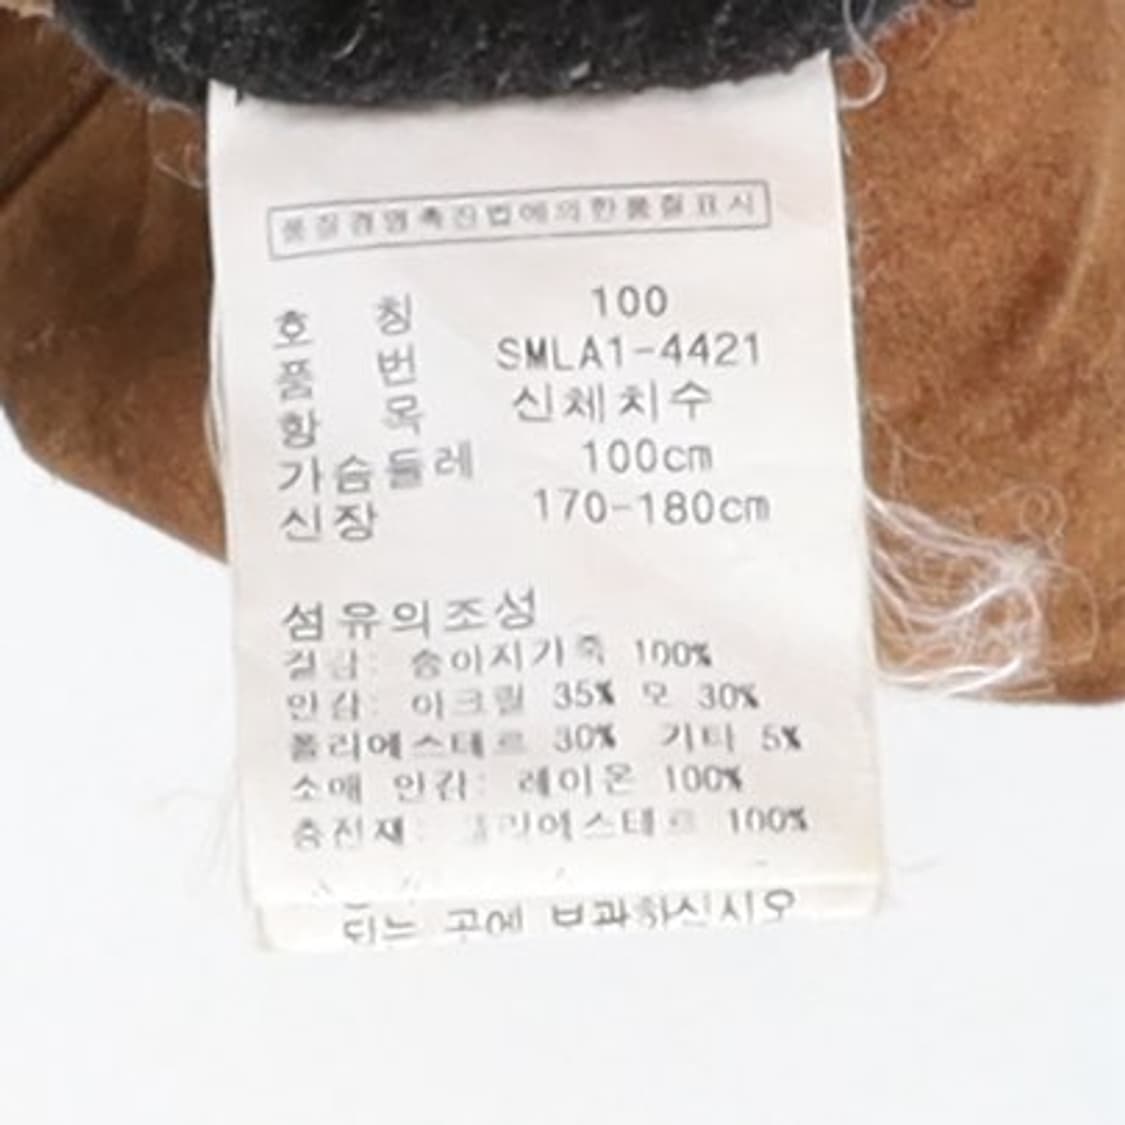 품질경영촉진법에의한품질표시
호 칭 100
품 번 SMLA1-4421
항 목 신체치수
가슴둘레 100cm
신장 170-180cm
섬유의조성
겉감: 송아지가죽 100%
안감: 아크릴 35% 모 30%
폴리에스테르 30% 기타 5%
소매 안감: 레이온 100%
충전재: 폴리에스테르 100%
되는 곳에 보관하십시오